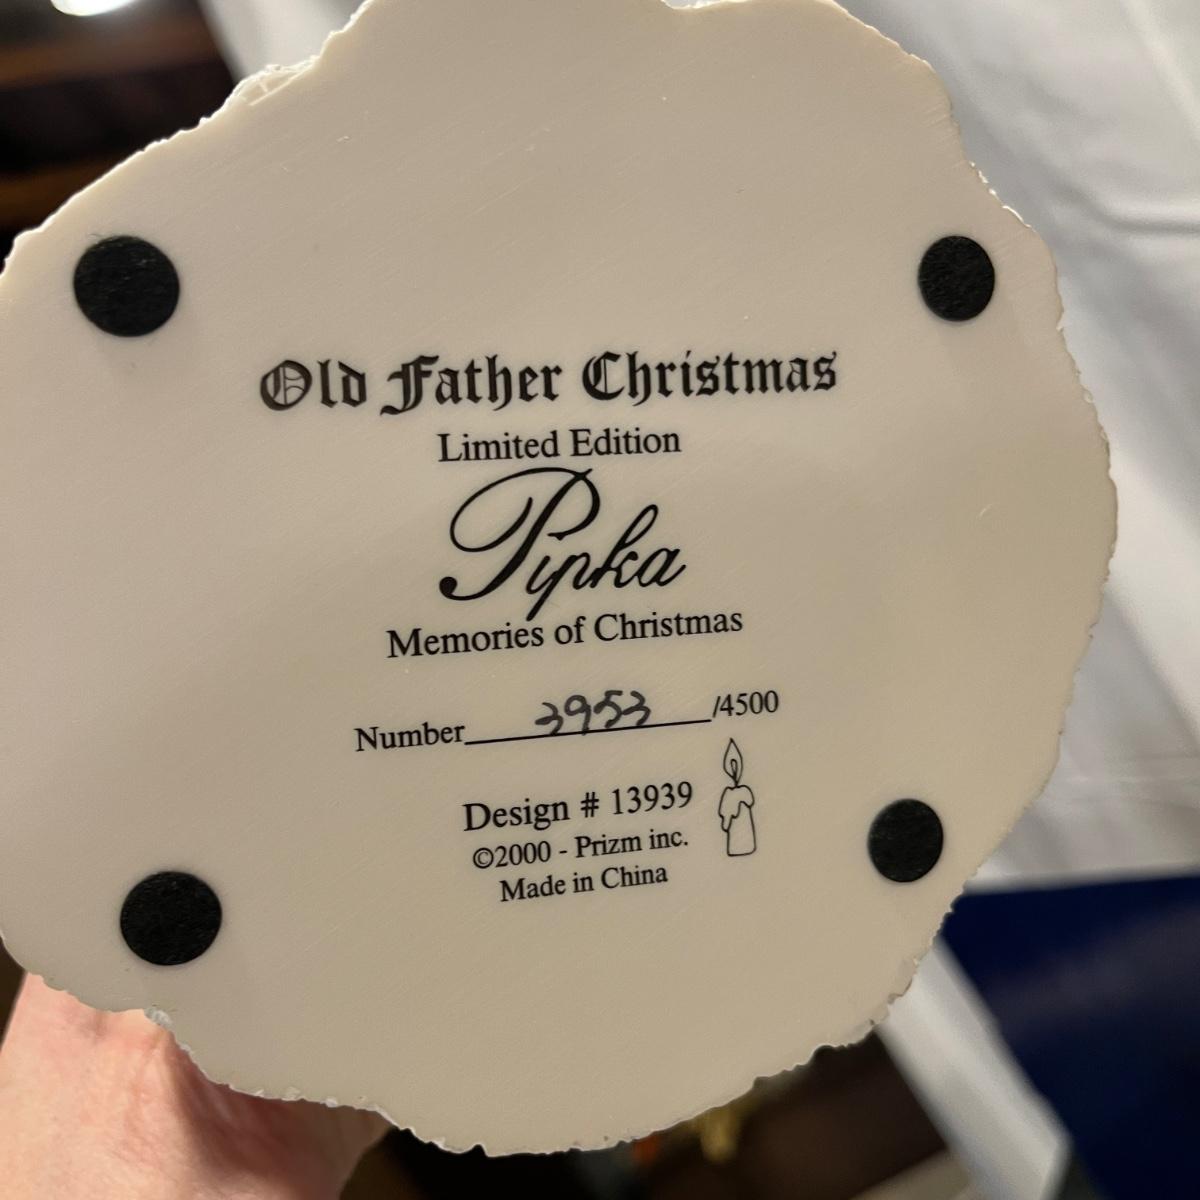 Old Father Christmas
Limited Edition
Pipka
Memories of Christmas
Number 3953 /4500
Design # 13939
©2000 - Prizm inc.
Made in China